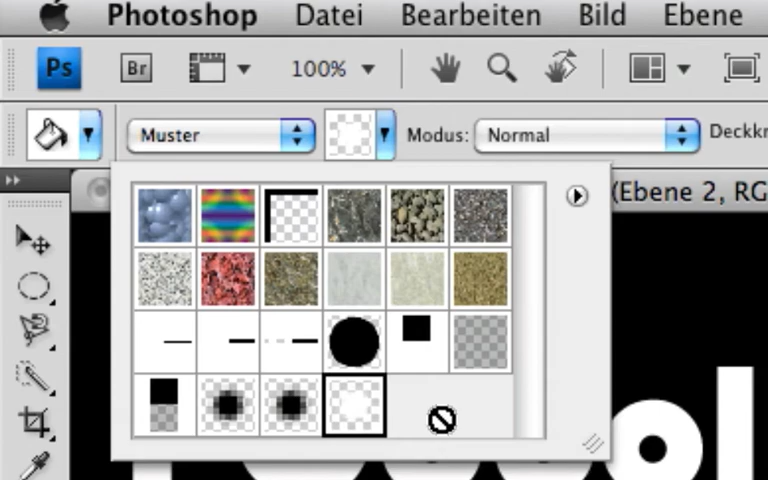 Photoshop Datei Bearbeiten Bild Ebene
Ps Br 100%
Muster Modus: Normal Deckkr
(Ebene 2, RG